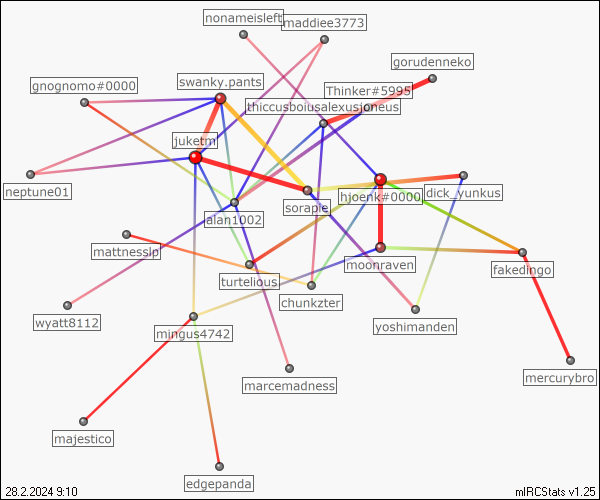 nonameisleft
maddiee3773
gorudenneko
swanky.pants
gnognomo#0000
Thinker#5995
thiccusboiusalexusjoneus
juketm
neptune01
dick_yunkus
hjoenk#0000
sorapie
alan1002
mattnesslp
moonraven
fakedingo
turtelious
chunkzter
wyatt8112
yoshimanden
mingus4742
mercurybro
marcemadness
majestico
edgepanda
28.2.2024 9:10
mIRCStats v1.25